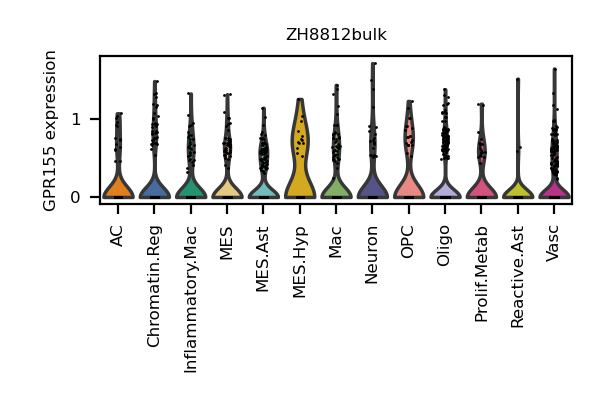 ZH8812bulk
GPR155 expression
1
0
AC
Chromatin.Reg
Inflammatory.Mac
MES
MES.Ast
MES.Hyp
Mac
Neuron
OPC
Oligo
Prolif.Metab
Reactive.Ast
Vasc